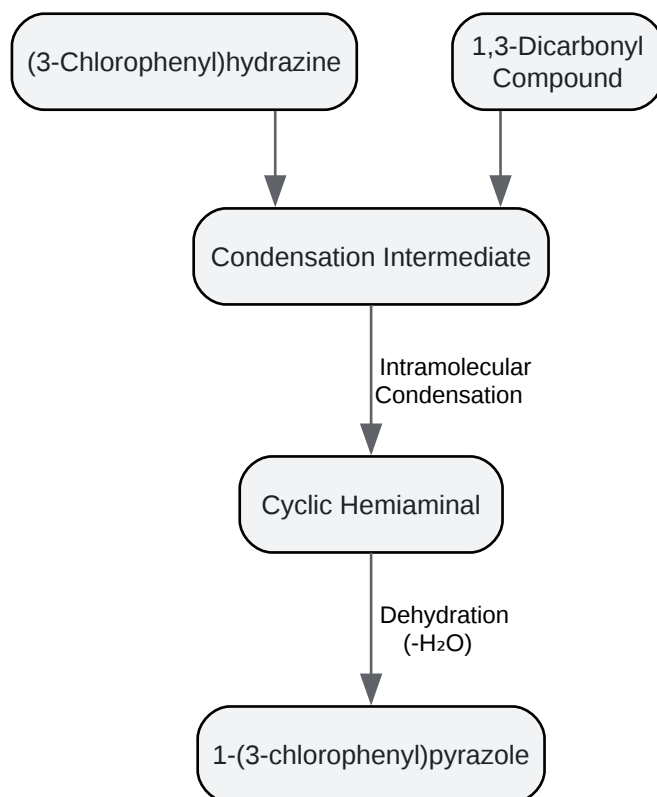 (3-Chlorophenyl)hydrazine
1,3-Dicarbonyl
Compound
Condensation Intermediate
Intramolecular
Condensation
Cyclic Hemiaminal
Dehydration
(-H₂O)
1-(3-chlorophenyl)pyrazole